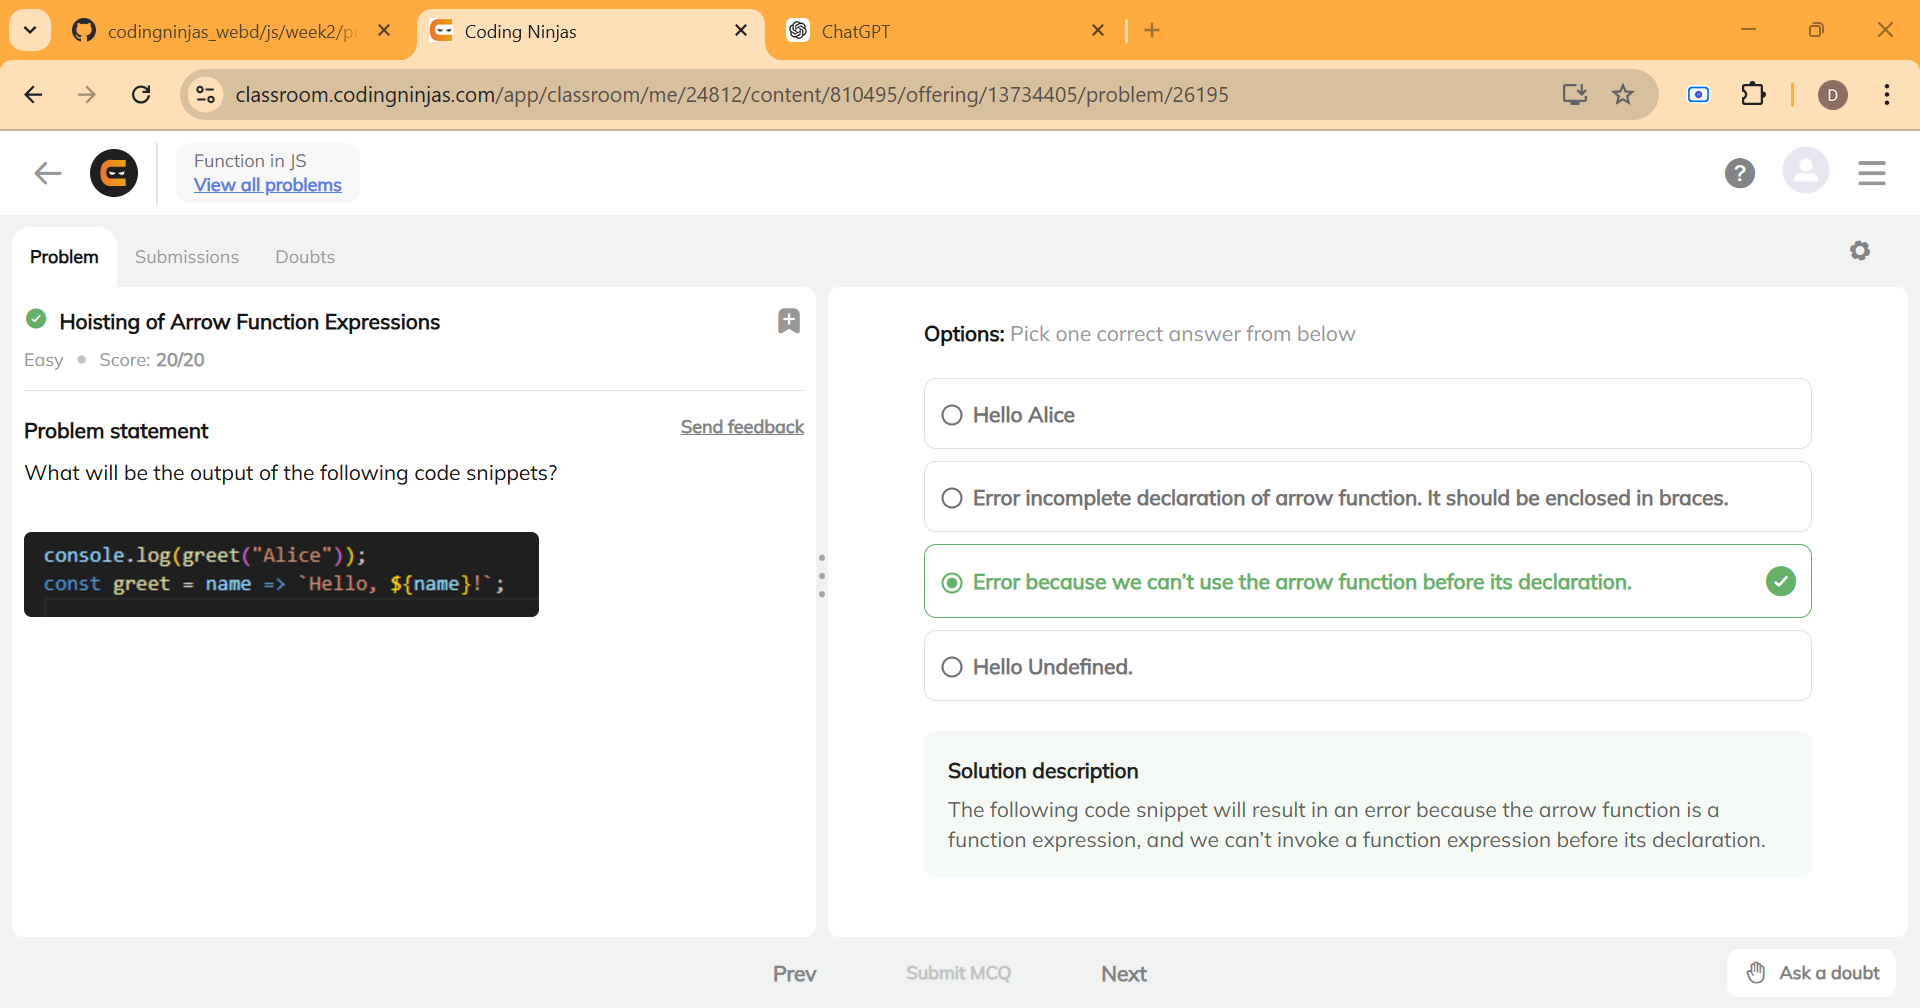 codingninjas_webd/js/week2/pr
Coding Ninjas
ChatGPT
classroom.codingninjas.com/app/classroom/me/24812/content/810495/offering/13734405/problem/26195
D
Function in JS
View all problems
?
Problem
Submissions
Doubts
Hoisting of Arrow Function Expressions
Easy
Score: 20/20
Problem statement
Send feedback
What will be the output of the following code snippets?
console.log(greet("Alice"));
const greet = name => `Hello, ${name}!`;
Options: Pick one correct answer from below
Hello Alice
Error incomplete declaration of arrow function. It should be enclosed in braces.
Error because we can’t use the arrow function before its declaration.
Hello Undefined.
Solution description
The following code snippet will result in an error because the arrow function is a
function expression, and we can’t invoke a function expression before its declaration.
Prev
Submit MCQ
Next
Ask a doubt